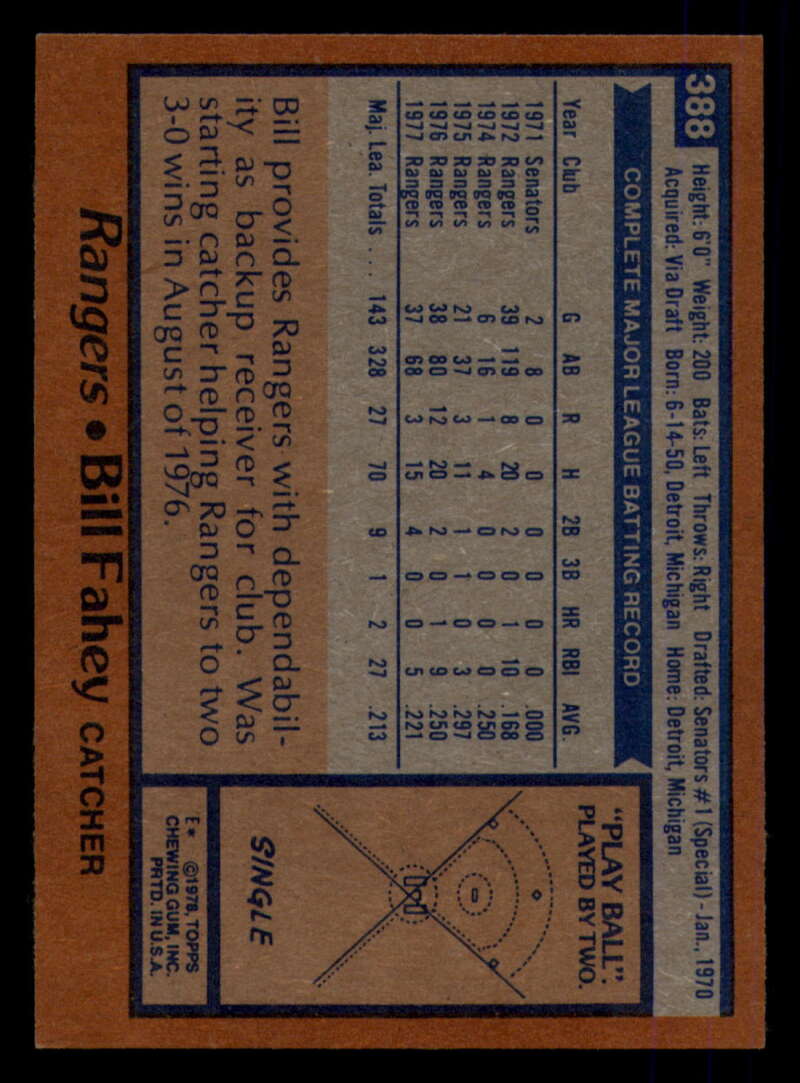 388
Height: 6'0" Weight: 200 Bats: Left Throws: Right Drafted: Senators #1 (Special) - Jan., 1970
Acquired: Via Draft Born: 6-14-50, Detroit, Michigan Home: Detroit, Michigan
COMPLETE MAJOR LEAGUE BATTING RECORD
Year Club G AB R H 2B 3B HR RBI AVG.
1971 Senators 2 8 0 0 0 0 0 0 .000
1972 Rangers 39 119 8 20 2 0 1 10 .168
1974 Rangers 6 16 1 4 0 0 0 0 .250
1975 Rangers 21 37 3 11 1 1 0 3 .297
1976 Rangers 38 80 12 20 2 0 1 9 .250
1977 Rangers 37 68 3 15 4 0 0 5 .221
Maj. Lea. Totals .... 143 328 27 70 9 1 2 27 .213
Bill provides Rangers with dependabil-
ity as backup receiver for club. Was
starting catcher helping Rangers to two
3-0 wins in August of 1976.
"PLAY BALL":
PLAYED BY TWO.
SINGLE
E* ©1978, TOPPS
CHEWING GUM, INC.
PRTD. IN U.S.A.
Rangers • Bill Fahey CATCHER